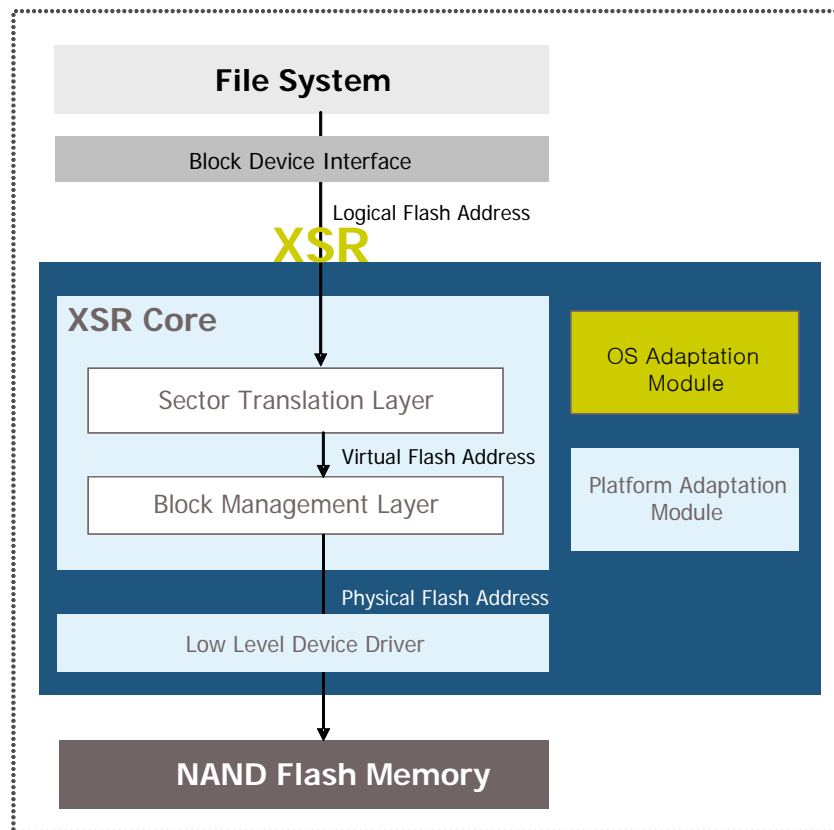 File System
Block Device Interface
Logical Flash Address
XSR
XSR Core
OS Adaptation
Module
Sector Translation Layer
Virtual Flash Address
Platform Adaptation
Module
Block Management Layer
Physical Flash Address
Low Level Device Driver
NAND Flash Memory